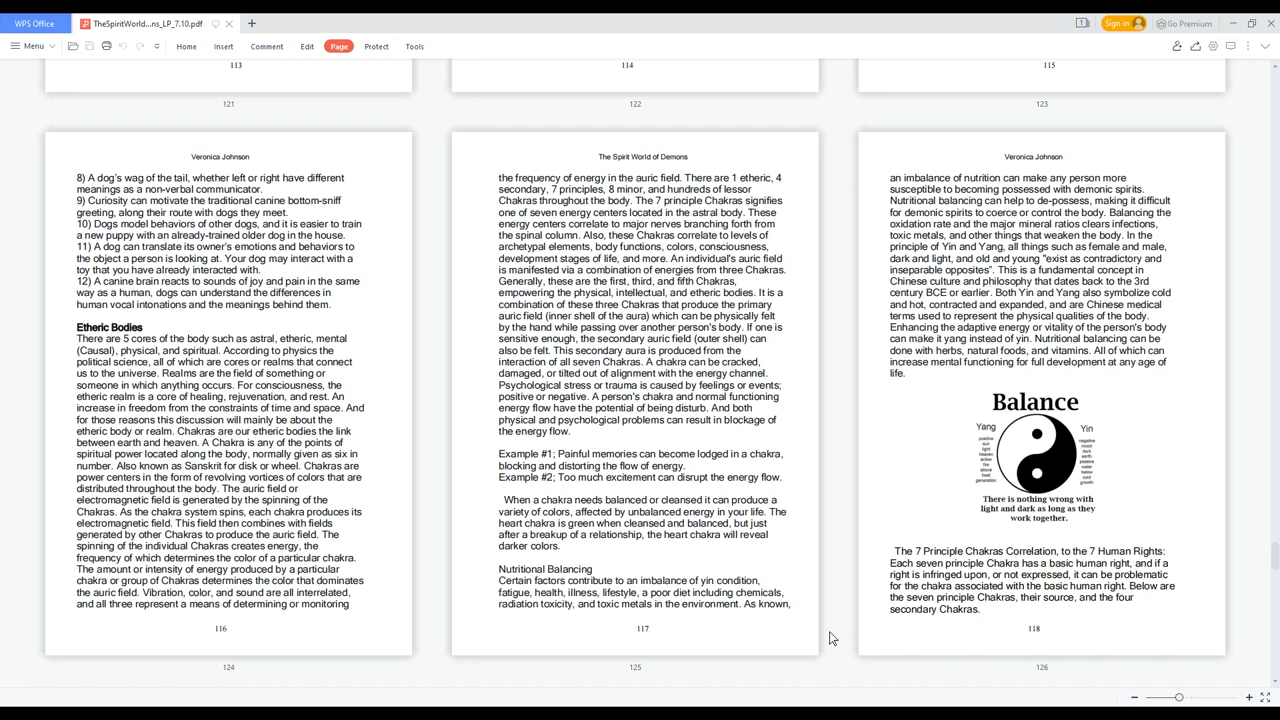 WPS Office
TheSpiritWorld...ns_LP_7.10.pdf
Sign in
Go Premium
Menu
Home
Insert
Comment
Edit
Page
Protect
Tools
113
114
115
121
122
123
Veronica Johnson
8) A dog's wag of the tail, whether left or right have different
meanings as a non-verbal communicator.
9) Curiosity can motivate the traditional canine bottom-sniff
greeting, along their route with dogs they meet.
10) Dogs model behaviors of other dogs, and it is easier to train
a new puppy with an already-trained older dog in the house.
11) A dog can translate its owner's emotions and behaviors to
the object a person is looking at. Your dog may interact with a
toy that you have already interacted with.
12) A canine brain reacts to sounds of joy and pain in the same
way as a human, dogs can understand the differences in
human vocal intonations and the meanings behind them.
Etheric Bodies
There are 5 cores of the body such as astral, etheric, mental
(Causal), physical, and spiritual. According to physics the
political science, all of which are cores or realms that connect
us to the universe. Realms are the field of something or
someone in which anything occurs. For consciousness, the
etheric realm is a core of healing, rejuvenation, and rest. An
increase in freedom from the constraints of time and space. And
for those reasons this discussion will mainly be about the
etheric body or realm. Chakras are our etheric bodies the link
between earth and heaven. A Chakra is any of the points of
spiritual power located along the body, normally given as six in
number. Also known as Sanskrit for disk or wheel. Chakras are
power centers in the form of revolving vortices of colors that are
distributed throughout the body. The auric field or
electromagnetic field is generated by the spinning of the
Chakras. As the chakra system spins, each chakra produces its
electromagnetic field. This field then combines with fields
generated by other Chakras to produce the auric field. The
spinning of the individual Chakras creates energy, the
frequency of which determines the color of a particular chakra.
The amount or intensity of energy produced by a particular
chakra or group of Chakras determines the color that dominates
the auric field. Vibration, color, and sound are all interrelated,
and all three represent a means of determining or monitoring
116
124
The Spirit World of Demons
the frequency of energy in the auric field. There are 1 etheric, 4
secondary, 7 principles, 8 minor, and hundreds of lessor
Chakras throughout the body. The 7 principle Chakras signifies
one of seven energy centers located in the astral body. These
energy centers correlate to major nerves branching forth from
the spinal column. Also, these Chakras correlate to levels of
archetypal elements, body functions, colors, consciousness,
development stages of life, and more. An individual's auric field
is manifested via a combination of energies from three Chakras.
Generally, these are the first, third, and fifth Chakras,
empowering the physical, intellectual, and etheric bodies. It is a
combination of these three Chakras that produce the primary
auric field (inner shell of the aura) which can be physically felt
by the hand while passing over another person's body. If one is
sensitive enough, the secondary auric field (outer shell) can
also be felt. This secondary aura is produced from the
interaction of all seven Chakras. A chakra can be cracked,
damaged, or tilted out of alignment with the energy channel.
Psychological stress or trauma is caused by feelings or events;
positive or negative. A person's chakra and normal functioning
energy flow have the potential of being disturb. And both
physical and psychological problems can result in blockage of
the energy flow.
Example #1; Painful memories can become lodged in a chakra,
blocking and distorting the flow of energy.
Example #2; Too much excitement can disrupt the energy flow.
When a chakra needs balanced or cleansed it can produce a
variety of colors, affected by unbalanced energy in your life. The
heart chakra is green when cleansed and balanced, but just
after a breakup of a relationship, the heart chakra will reveal
darker colors.
Nutritional Balancing
Certain factors contribute to an imbalance of yin condition,
fatigue, health, illness, lifestyle, a poor diet including chemicals,
radiation toxicity, and toxic metals in the environment. As known,
117
125
Veronica Johnson
an imbalance of nutrition can make any person more
susceptible to becoming possessed with demonic spirits.
Nutritional balancing can help to de-possess, making it difficult
for demonic spirits to coerce or control the body. Balancing the
oxidation rate and the major mineral ratios clears infections,
toxic metals, and other things that weaken the body. In the
principle of Yin and Yang, all things such as female and male,
dark and light, and old and young "exist as contradictory and
inseparable opposites". This is a fundamental concept in
Chinese culture and philosophy that dates back to the 3rd
century BCE or earlier. Both Yin and Yang also symbolize cold
and hot, contracted and expanded, and are Chinese medical
terms used to represent the physical qualities of the body.
Enhancing the adaptive energy or vitality of the person's body
can make it yang instead of yin. Nutritional balancing can be
done with herbs, natural foods, and vitamins. All of which can
increase mental functioning for full development at any age of
life.
Balance
Yang
positive
sun
light
heaven
active
fire
above
heat
generation
Yin
negative
moon
dark
earth
passive
water
below
cold
growth
There is nothing wrong with
light and dark as long as they
work together.
The 7 Principle Chakras Correlation, to the 7 Human Rights:
Each seven principle Chakra has a basic human right, and if a
right is infringed upon, or not expressed, it can be problematic
for the chakra associated with the basic human right. Below are
the seven principle Chakras, their source, and the four
secondary Chakras.
118
126